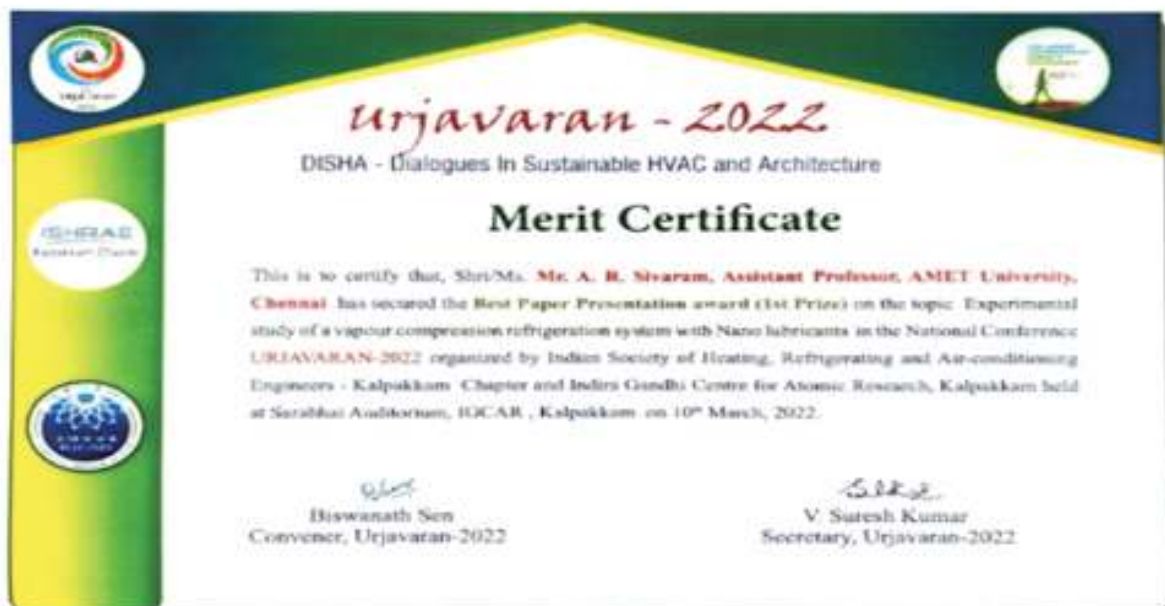 Urjavaran - 2022
DISHA - Dialogues In Sustainable HVAC and Architecture
Merit Certificate
ISHRAE
This is to certify that, Shri/Ms. Mr. A. R. Sivaram, Assistant Professor, AMET University,
Chennai has secured the Best Paper Presentation award (1st Prize) on the topic Experimental
study of a vapour compression refrigeration system with Nano lubricants in the National Conference
URJAVARAN-2022 organized by Indian Society of Heating, Refrigerating and Air-conditioning
Engineers - Kalpakkam Chapter and Indira Gandhi Centre for Atomic Research, Kalpakkam held
at Sarabhai Auditorium, IGCAR , Kalpakkam on 10th March, 2022.
Biswanath Sen
Convener, Urjavaran-2022
V. Suresh Kumar
Secretary, Urjavaran-2022